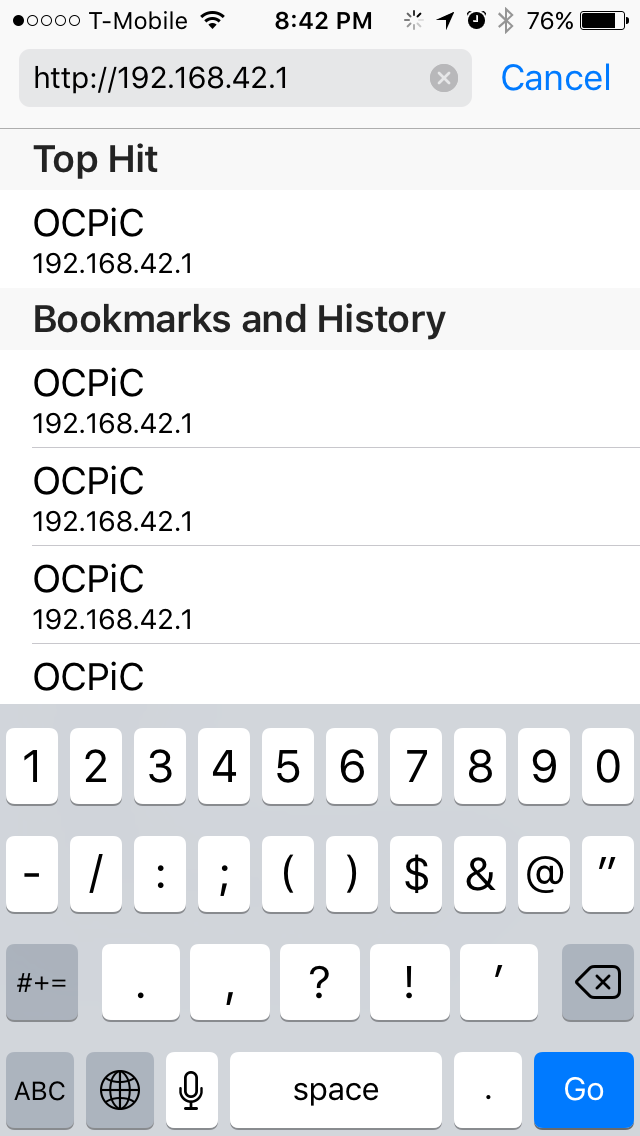 T-Mobile 8:42 PM 76%
http://192.168.42.1 Cancel
Top Hit
OCPiC
192.168.42.1
Bookmarks and History
OCPiC
192.168.42.1
OCPiC
192.168.42.1
OCPiC
192.168.42.1
OCPiC
1 2 3 4 5 6 7 8 9 0
- / : ; ( ) $ & @ "
#+= . , ? ! '
ABC space . Go